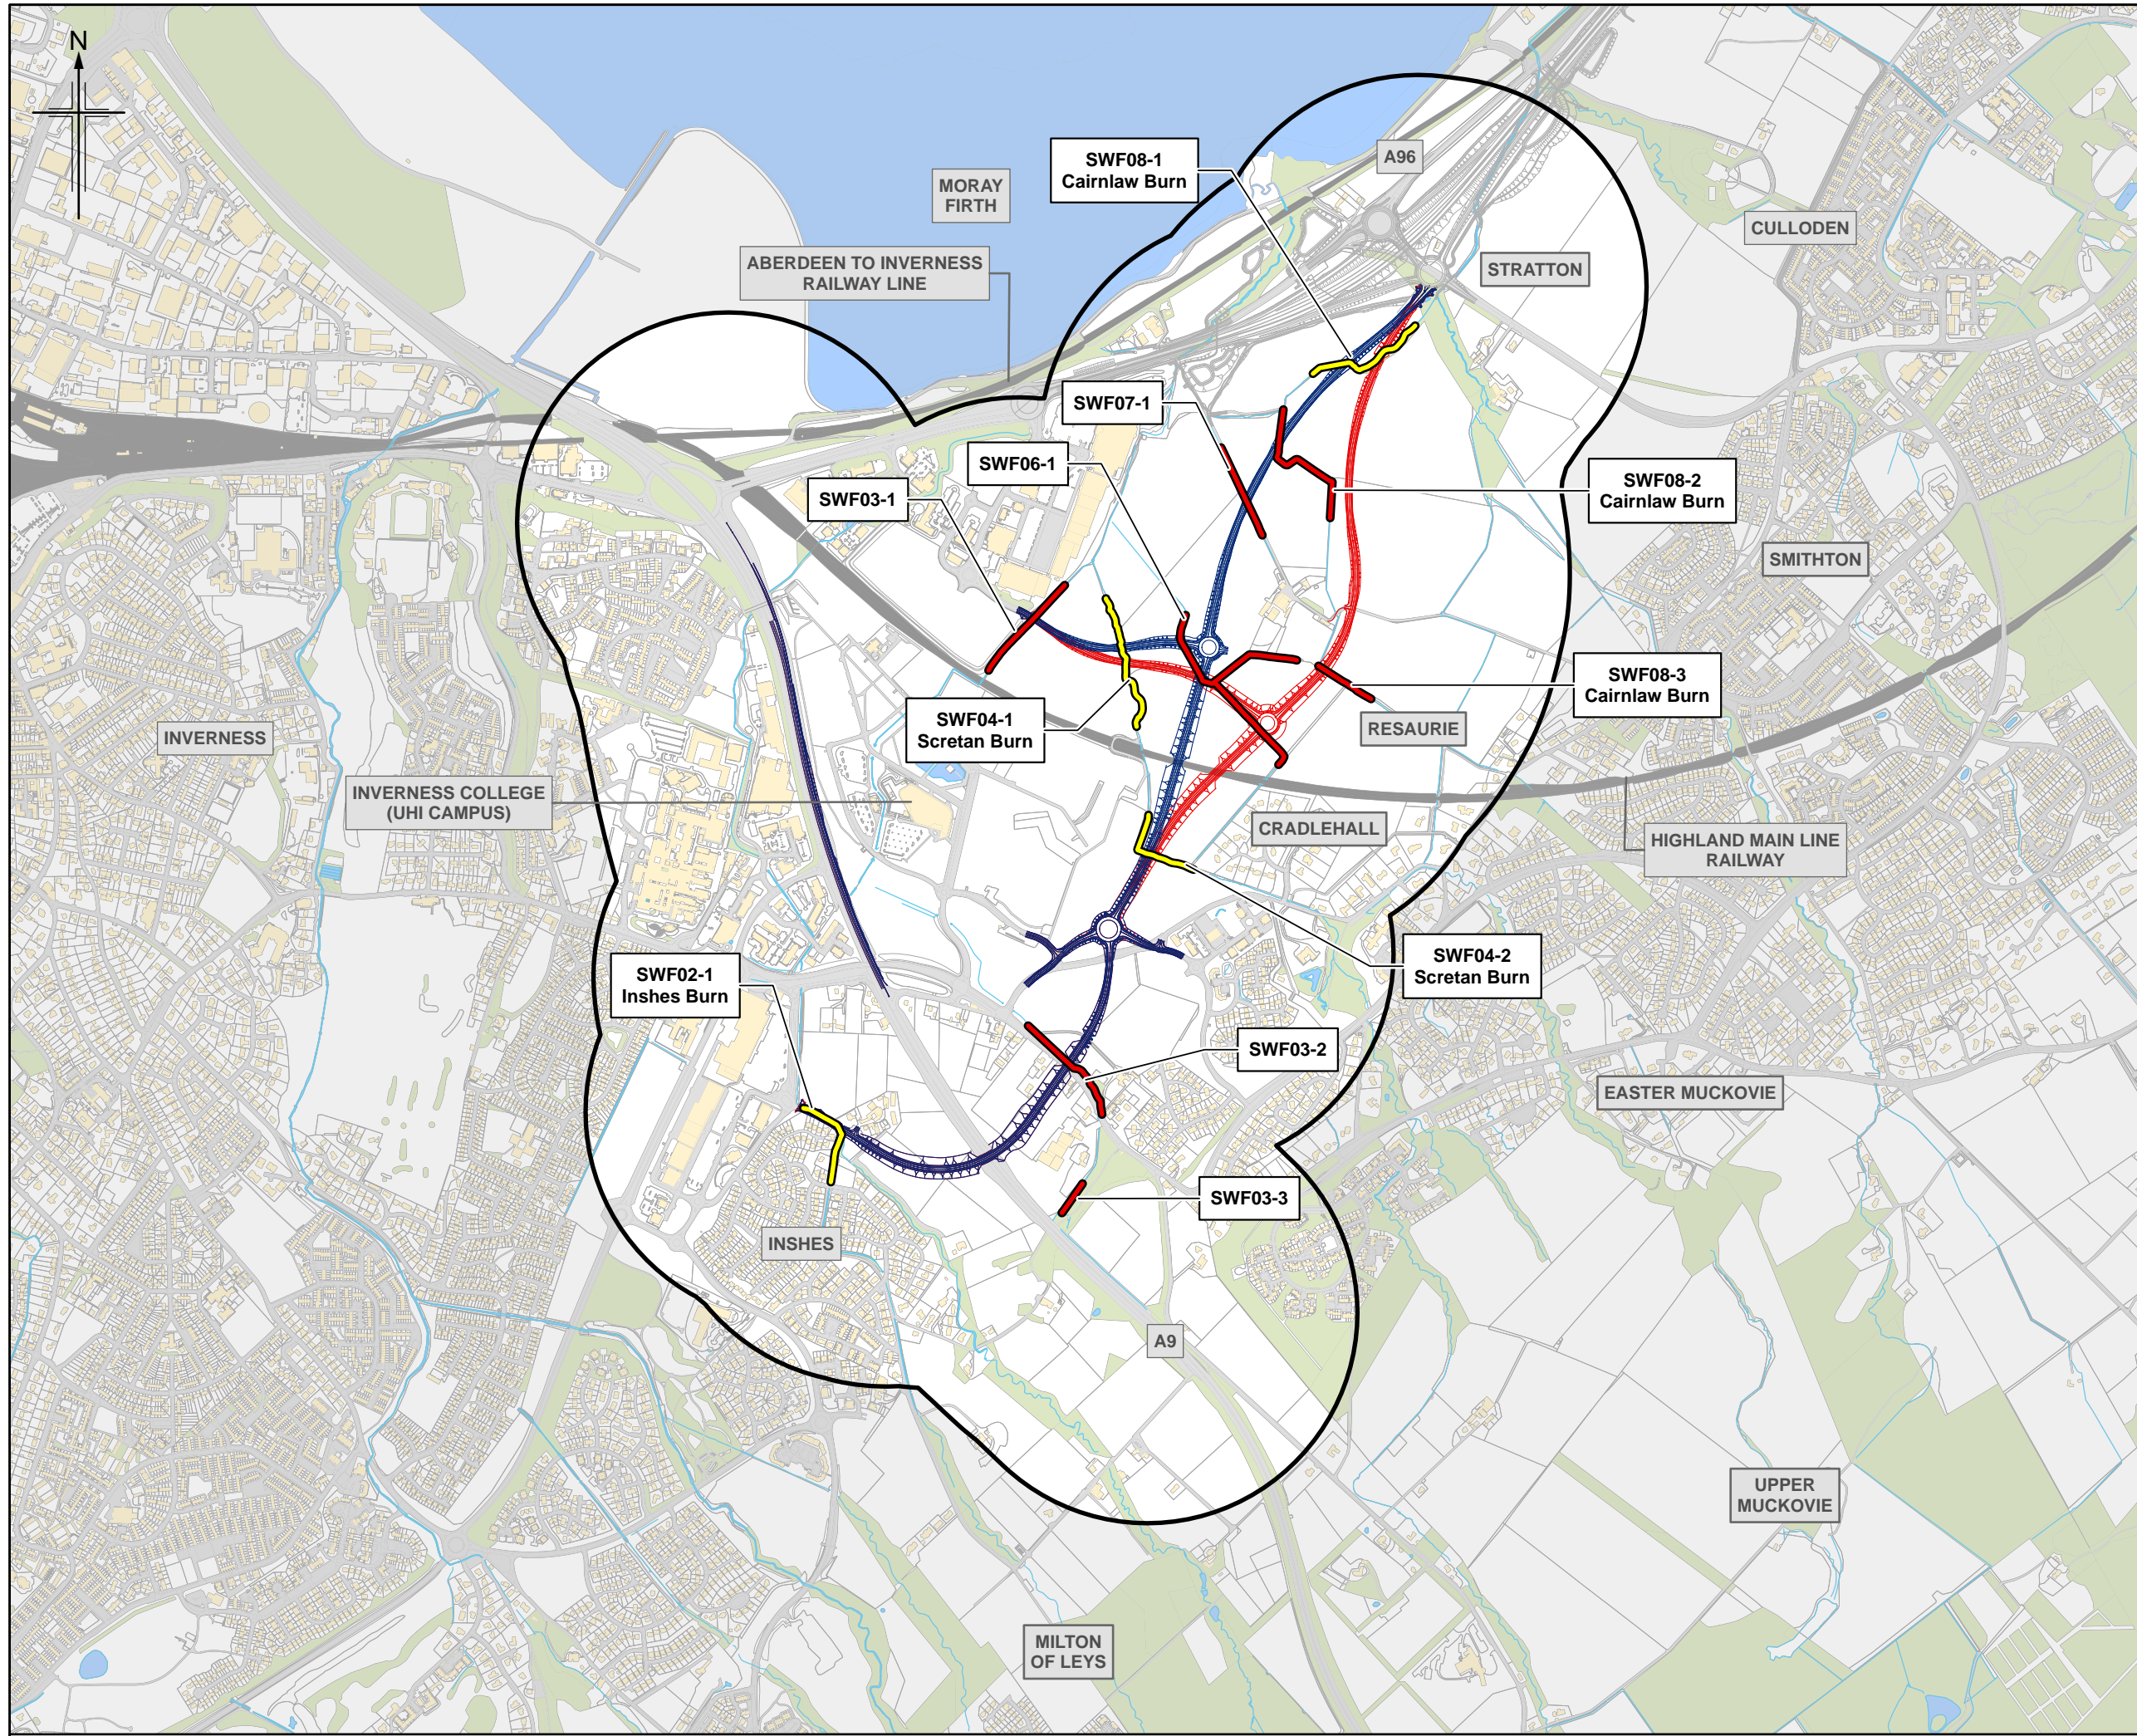 N
SWF08-1
Cairnlaw Burn
A96
MORAY
FIRTH
CULLODEN
ABERDEEN TO INVERNESS
RAILWAY LINE
STRATTON
SWF07-1
SWF06-1
SWF03-1
SWF08-2
Cairnlaw Burn
SMITHTON
SWF08-3
Cairnlaw Burn
SWF04-1
Scretan Burn
RESAURIE
INVERNESS
INVERNESS COLLEGE
(UHI CAMPUS)
CRADLEHALL
HIGHLAND MAIN LINE
RAILWAY
SWF04-2
Scretan Burn
SWF02-1
Inshes Burn
SWF03-2
EASTER MUCKOVIE
SWF03-3
INSHES
A9
UPPER
MUCKOVIE
MILTON
OF LEYS